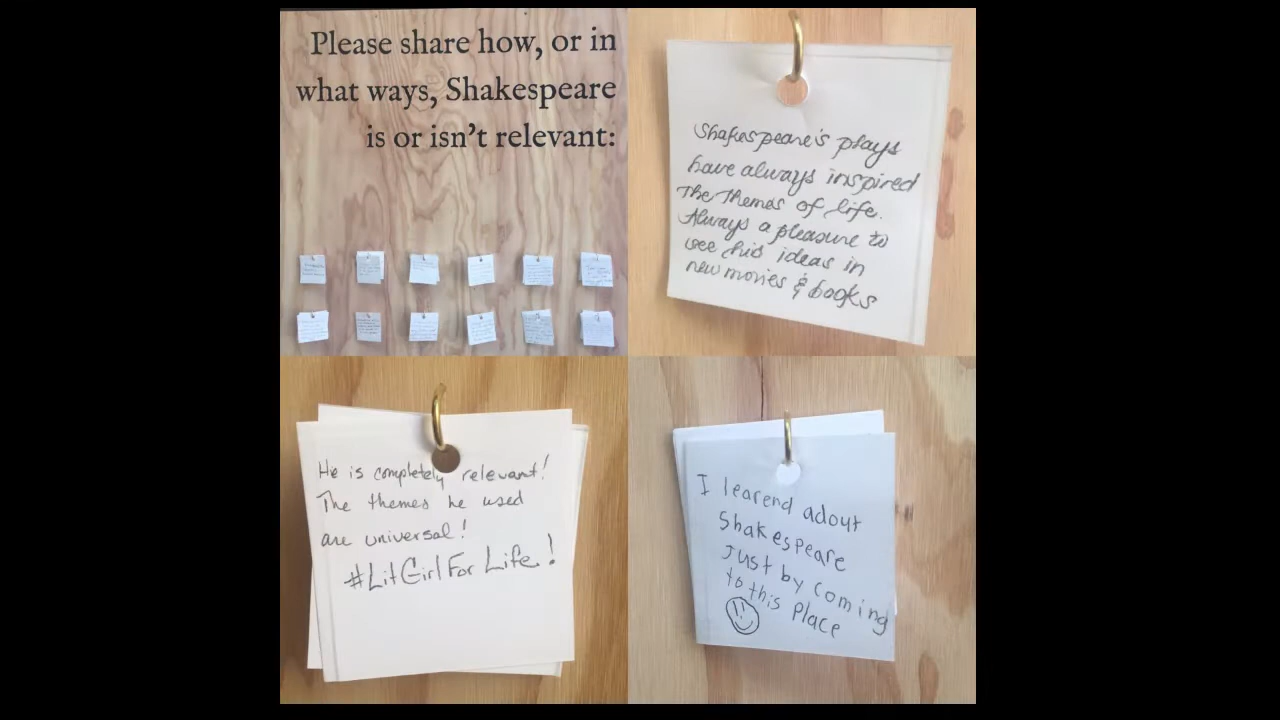 Please share how, or in
what ways, Shakespeare
is or isn't relevant:
Shakespeare's plays
have always inspired
The Themes of life.
Always a pleasure to
see his ideas in
new movies & books
He is completely relevant!
The themes he used
are universal!
#LitGirlForLife!
I learend adout
Shakespeare
Just by coming
to this Place